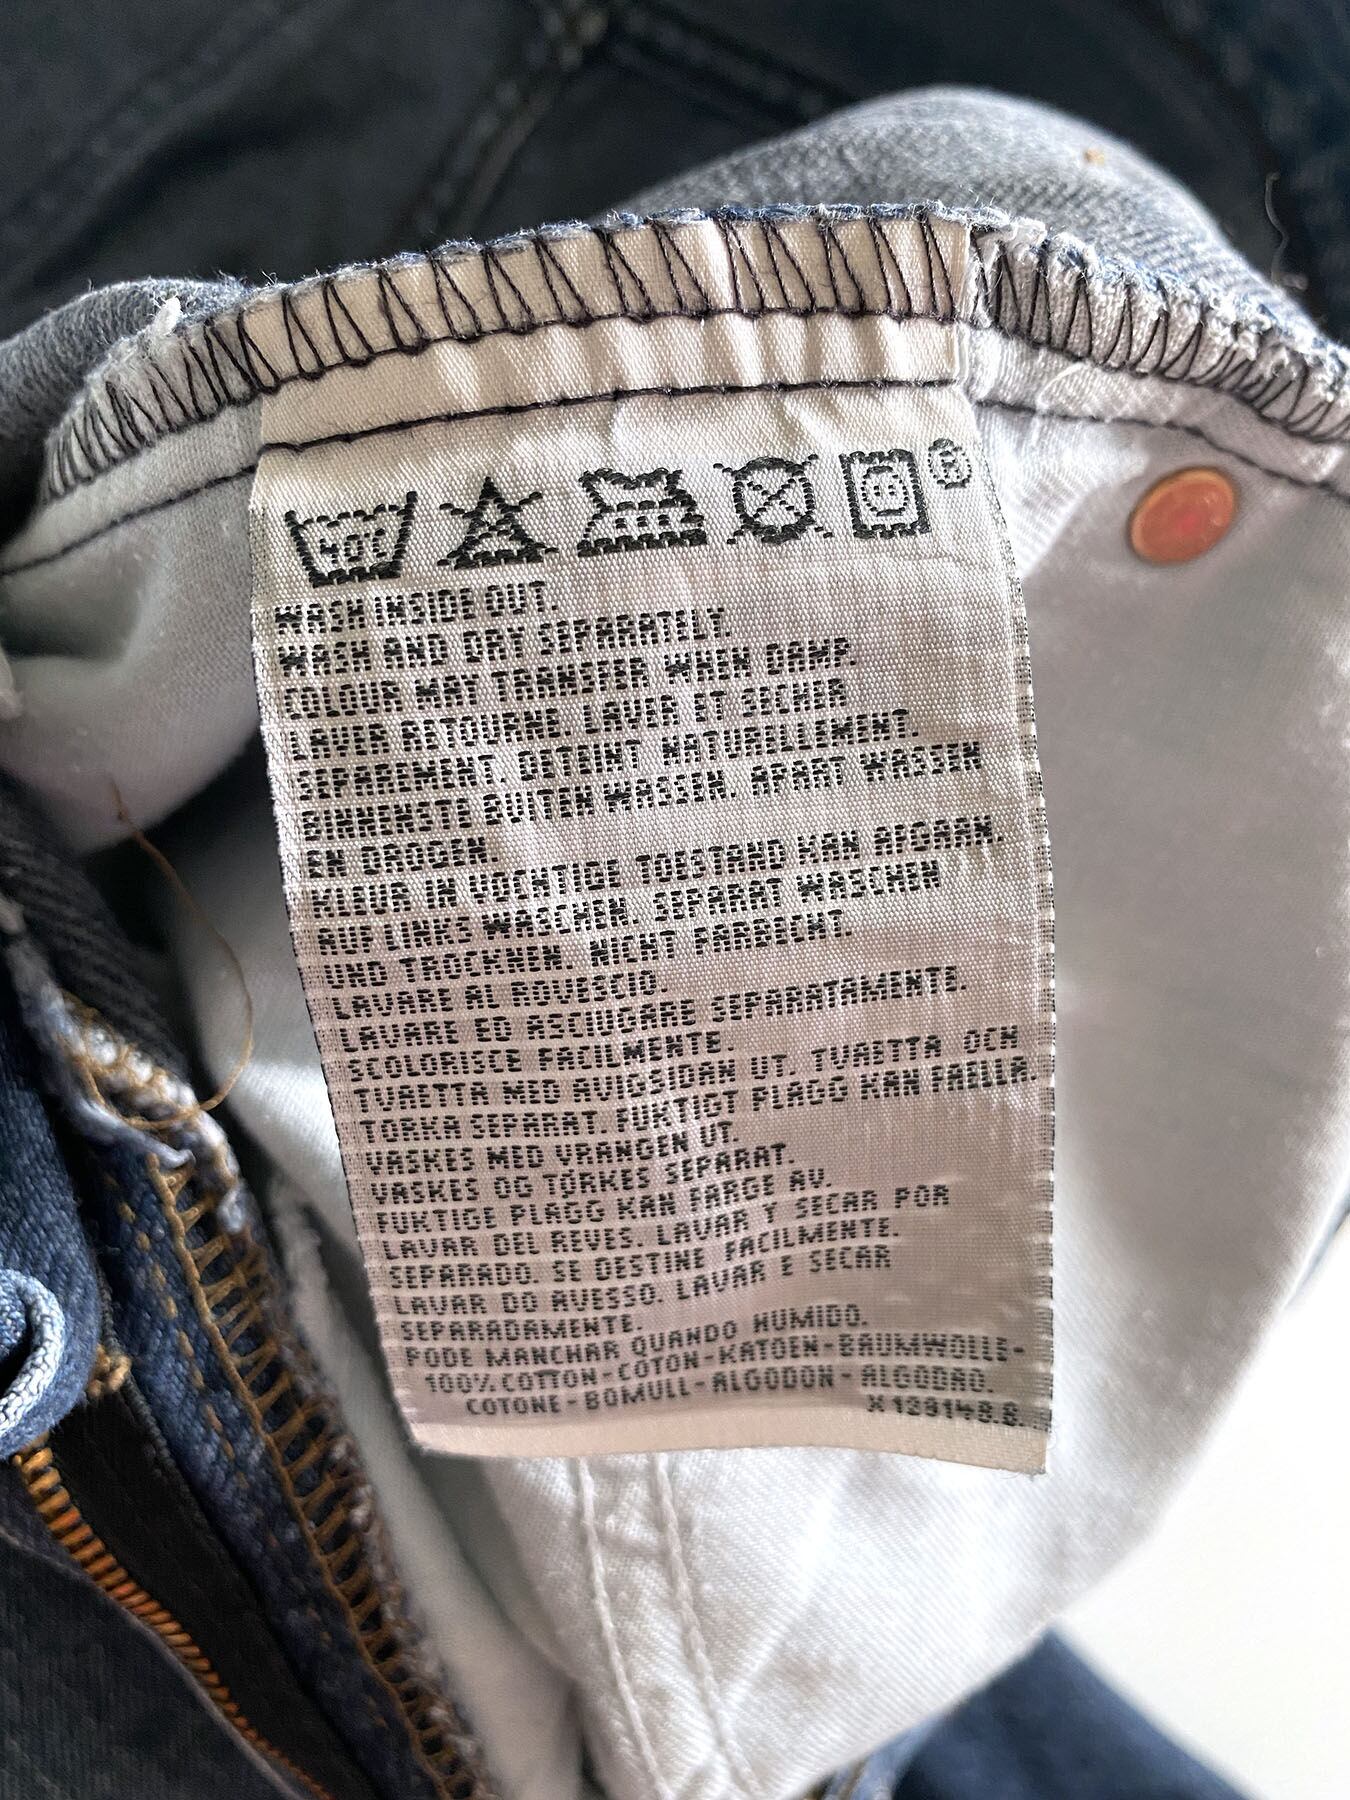 40°C
®
WASH INSIDE OUT.
WASH AND DRY SEPARATELY.
COLOUR MAY TRANSFER WHEN DAMP.
LAVER RETOURNE. LAVER ET SECHER
SEPAREMENT. DETEINT NATURELLEMENT.
BINNENSTE BUITEN WASSEN. APART WASSEN
EN DROGEN.
KLEUR IN VOCHTIGE TOESTAND KAN AFGAAN.
AUF LINKS WASCHEN. SEPARAT WASCHEN
UND TROCKNEN. NICHT FARBECHT.
LAVARE AL ROVESCIO.
LAVARE ED ASCIUGARE SEPARATAMENTE.
SCOLORISCE FACILMENTE.
TVAETTA MED AVIGSIDAN UT. TVAETTA OCH
TORKA SEPARAT. FUKTIGT PLAGG KAN FAELLA.
VASKES MED VRANGEN UT.
VASKES OG TØRKES SEPARAT.
FUKTIGE PLAGG KAN FARGE AV.
LAVAR DEL REVES. LAVAR Y SECAR POR
SEPARADO. SE DESTINE FACILMENTE.
LAVAR DO AVESSO. LAVAR E SECAR
SEPARADAMENTE.
PODE MANCHAR QUANDO HUMIDO.
100% COTTON-COTON-KATOEN-BAUMWOLLE-
COTONE-BOMULL-ALGODON-ALGODAO.